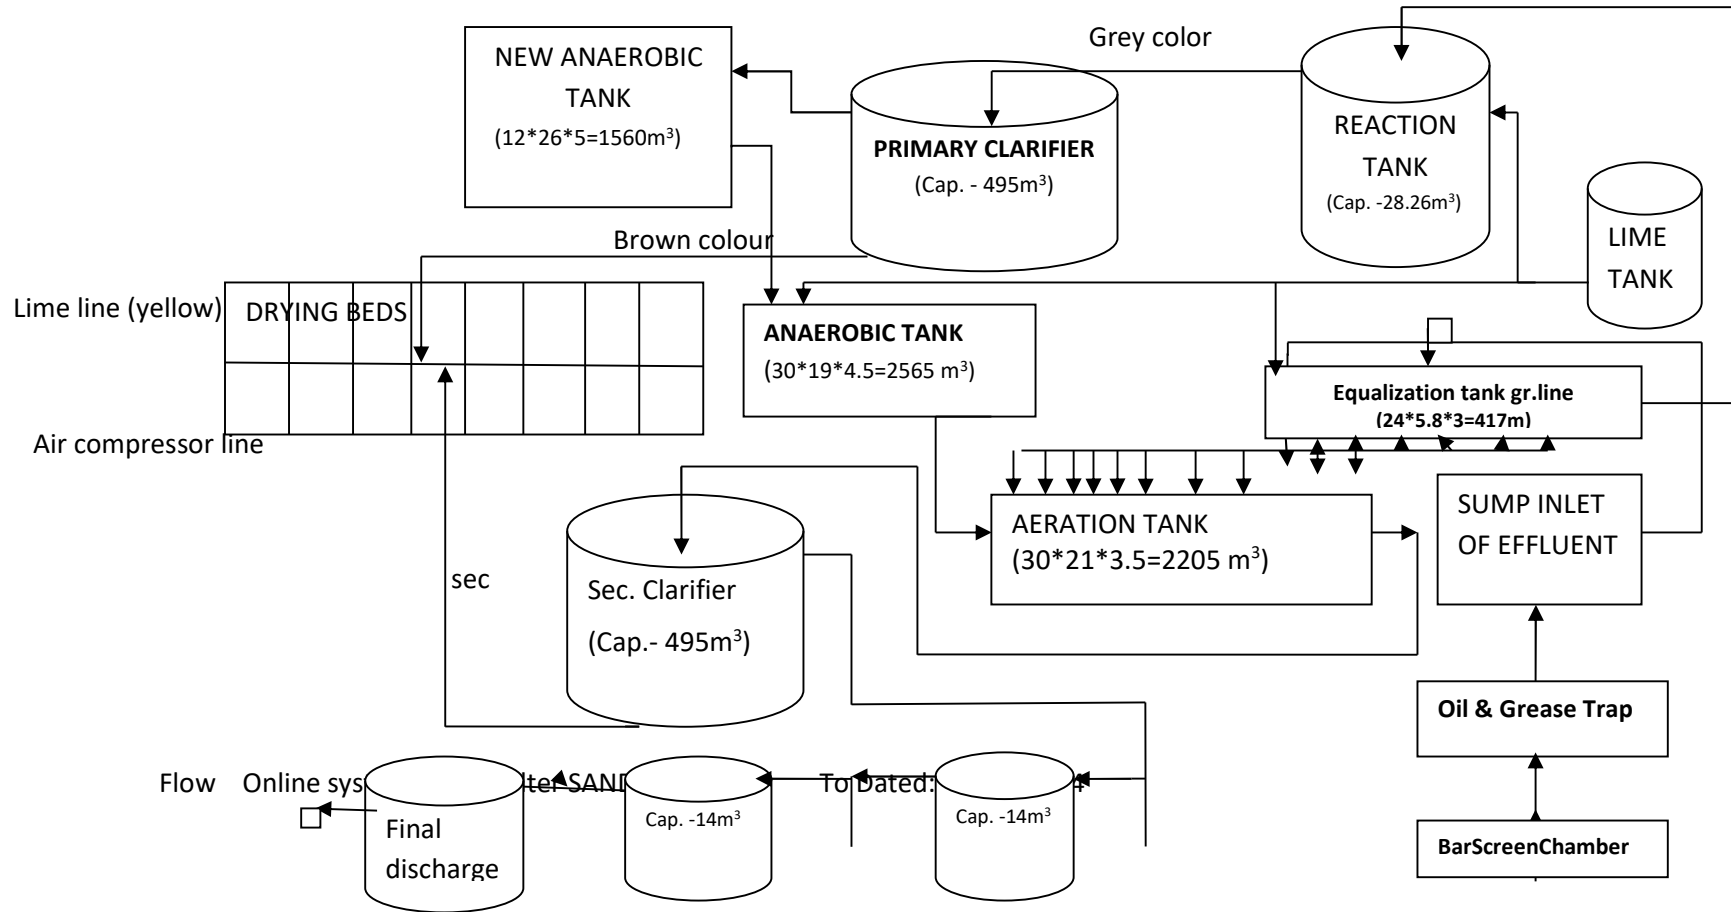 Grey color
NEW ANAEROBIC
TANK
(12*26*5=1560m³)
PRIMARY CLARIFIER
(Cap. - 495m³)
REACTION
TANK
(Cap. -28.26m³)
LIME
TANK
Brown colour
Lime line (yellow)
DRYING BEDS
ANAEROBIC TANK
(30*19*4.5=2565 m³)
Equalization tank gr.line
(24*5.8*3=417m)
Air compressor line
AERATION TANK
(30*21*3.5=2205 m³)
SUMP INLET
OF EFFLUENT
sec
Sec. Clarifier
(Cap.- 495m³)
Oil & Grease Trap
Flow Online sys To Dated:
Cap. -14m³
Cap. -14m³
Final
discharge
BarScreenChamber